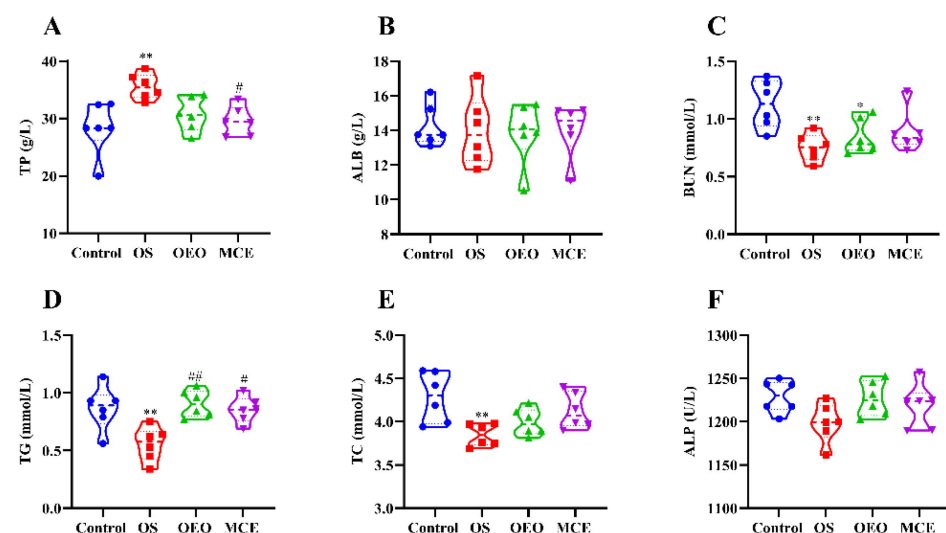 A
TP (g/L)
40
30
20
10
**
#
Control OS OEO MCE
B
ALB (g/L)
18
16
14
12
10
8
Control OS OEO MCE
C
BUN (mmol/L)
1.5
1.0
0.5
0.0
**
*
Control OS OEO MCE
D
TG (mmol/L)
1.5
1.0
0.5
0.0
**
##
#
Control OS OEO MCE
E
TC (mmol/L)
5.0
4.5
4.0
3.5
3.0
**
Control OS OEO MCE
F
ALP (U/L)
1300
1250
1200
1150
1100
Control OS OEO MCE